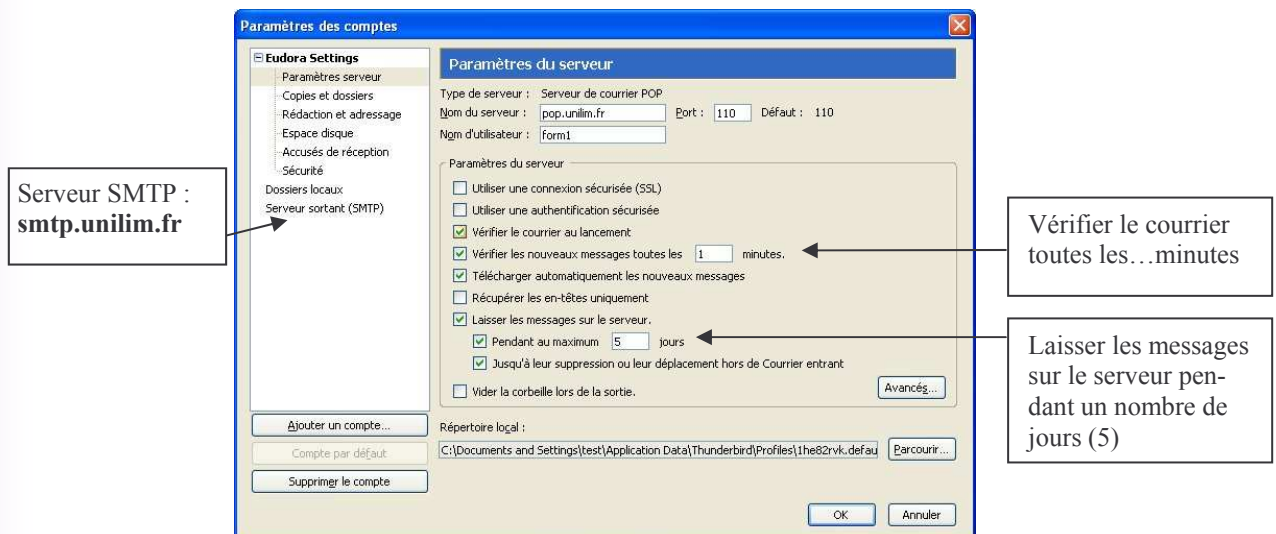 Paramètres des comptes
Eudora Settings
Paramètres serveur
Copies et dossiers
Rédaction et adressage
Espace disque
Accusés de réception
Sécurité
Dossiers locaux
Serveur sortant (SMTP)
Ajouter un compte...
Compte par défaut
Supprimer le compte
Paramètres du serveur
Type de serveur : Serveur de courrier POP
Nom du serveur : pop.unilim.fr Port : 110 Défaut : 110
Nom d'utilisateur : form1
Paramètres du serveur
Utiliser une connexion sécurisée (SSL)
Utiliser une authentification sécurisée
Vérifier le courrier au lancement
Vérifier les nouveaux messages toutes les 1 minutes.
Télécharger automatiquement les nouveaux messages
Récupérer les en-têtes uniquement
Laisser les messages sur le serveur.
Pendant au maximum 5 jours
Jusqu'à leur suppression ou leur déplacement hors de Courrier entrant
Vider la corbeille lors de la sortie.
Avancés...
Répertoire local :
C:\Documents and Settings\test\Application Data\Thunderbird\Profiles\1he82rvk.defau
Parcourir...
OK
Annuler
Serveur SMTP :
smtp.unilim.fr
Vérifier le courrier
toutes les…minutes
Laisser les messages
sur le serveur pen-
dant un nombre de
jours (5)